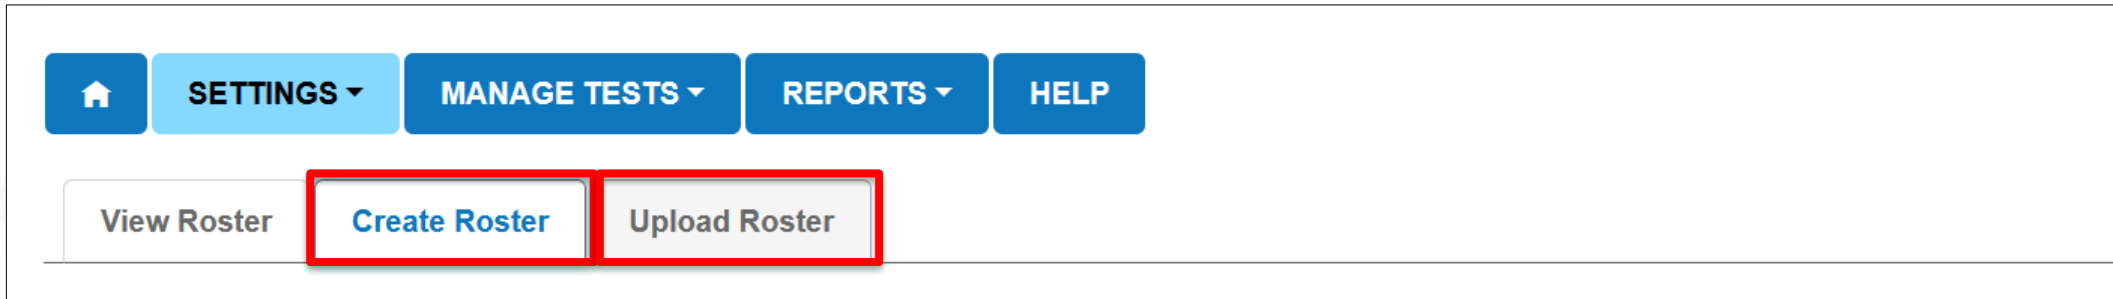 SETTINGS MANAGE TESTS REPORTS HELP
View Roster Create Roster Upload Roster